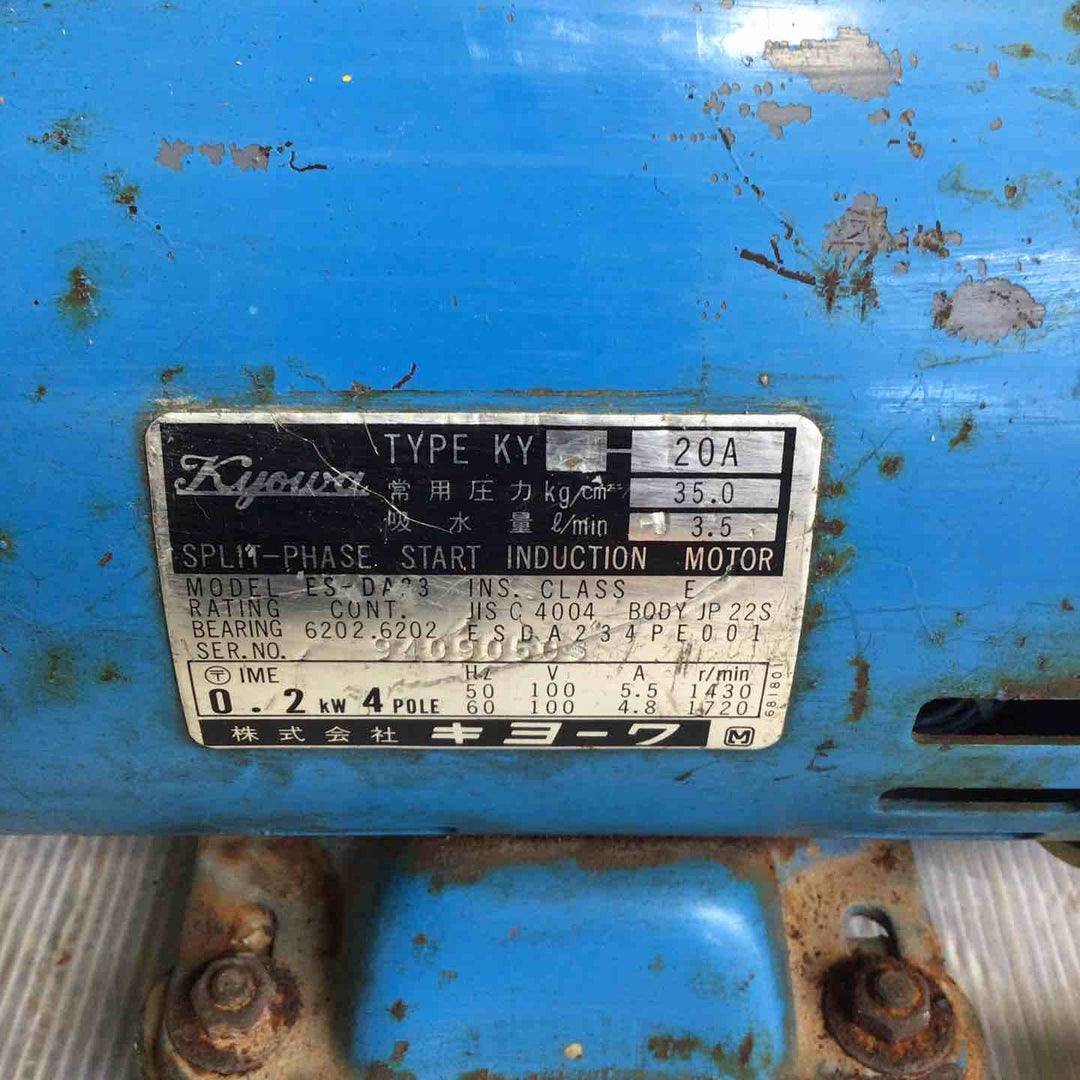 Kyowa
TYPE KY - 20A
常用圧力 kg/cm² 35.0
吸水量 ℓ/min 3.5
SPLIT-PHASE START INDUCTION MOTOR
MODEL INS. CLASS E
RATING CONT. JIS C 4004 BODY JP 22S
BEARING 6202.6202 ESDA234PE001
SER.NO.
〒 IME Hz V A r/min
0.2 kW 4 POLE
50 100 5.5 1430
60 100 4.8 1720
681801
株式会社 キヨーワ M